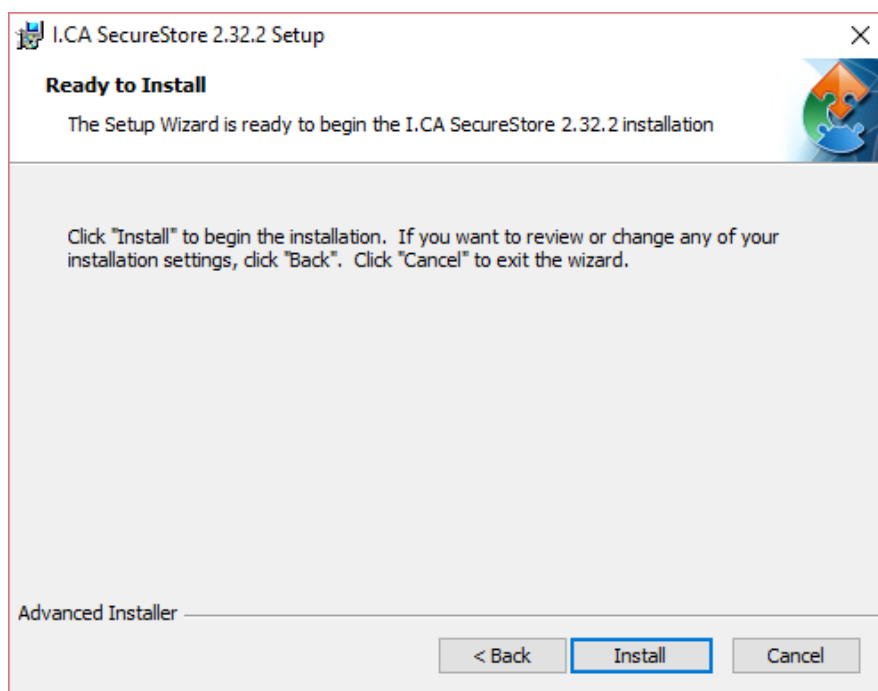 I.CA SecureStore 2.32.2 Setup
Ready to Install
The Setup Wizard is ready to begin the I.CA SecureStore 2.32.2 installation
Click "Install" to begin the installation.  If you want to review or change any of your
installation settings, click "Back".  Click "Cancel" to exit the wizard.
Advanced Installer
< Back
Install
Cancel